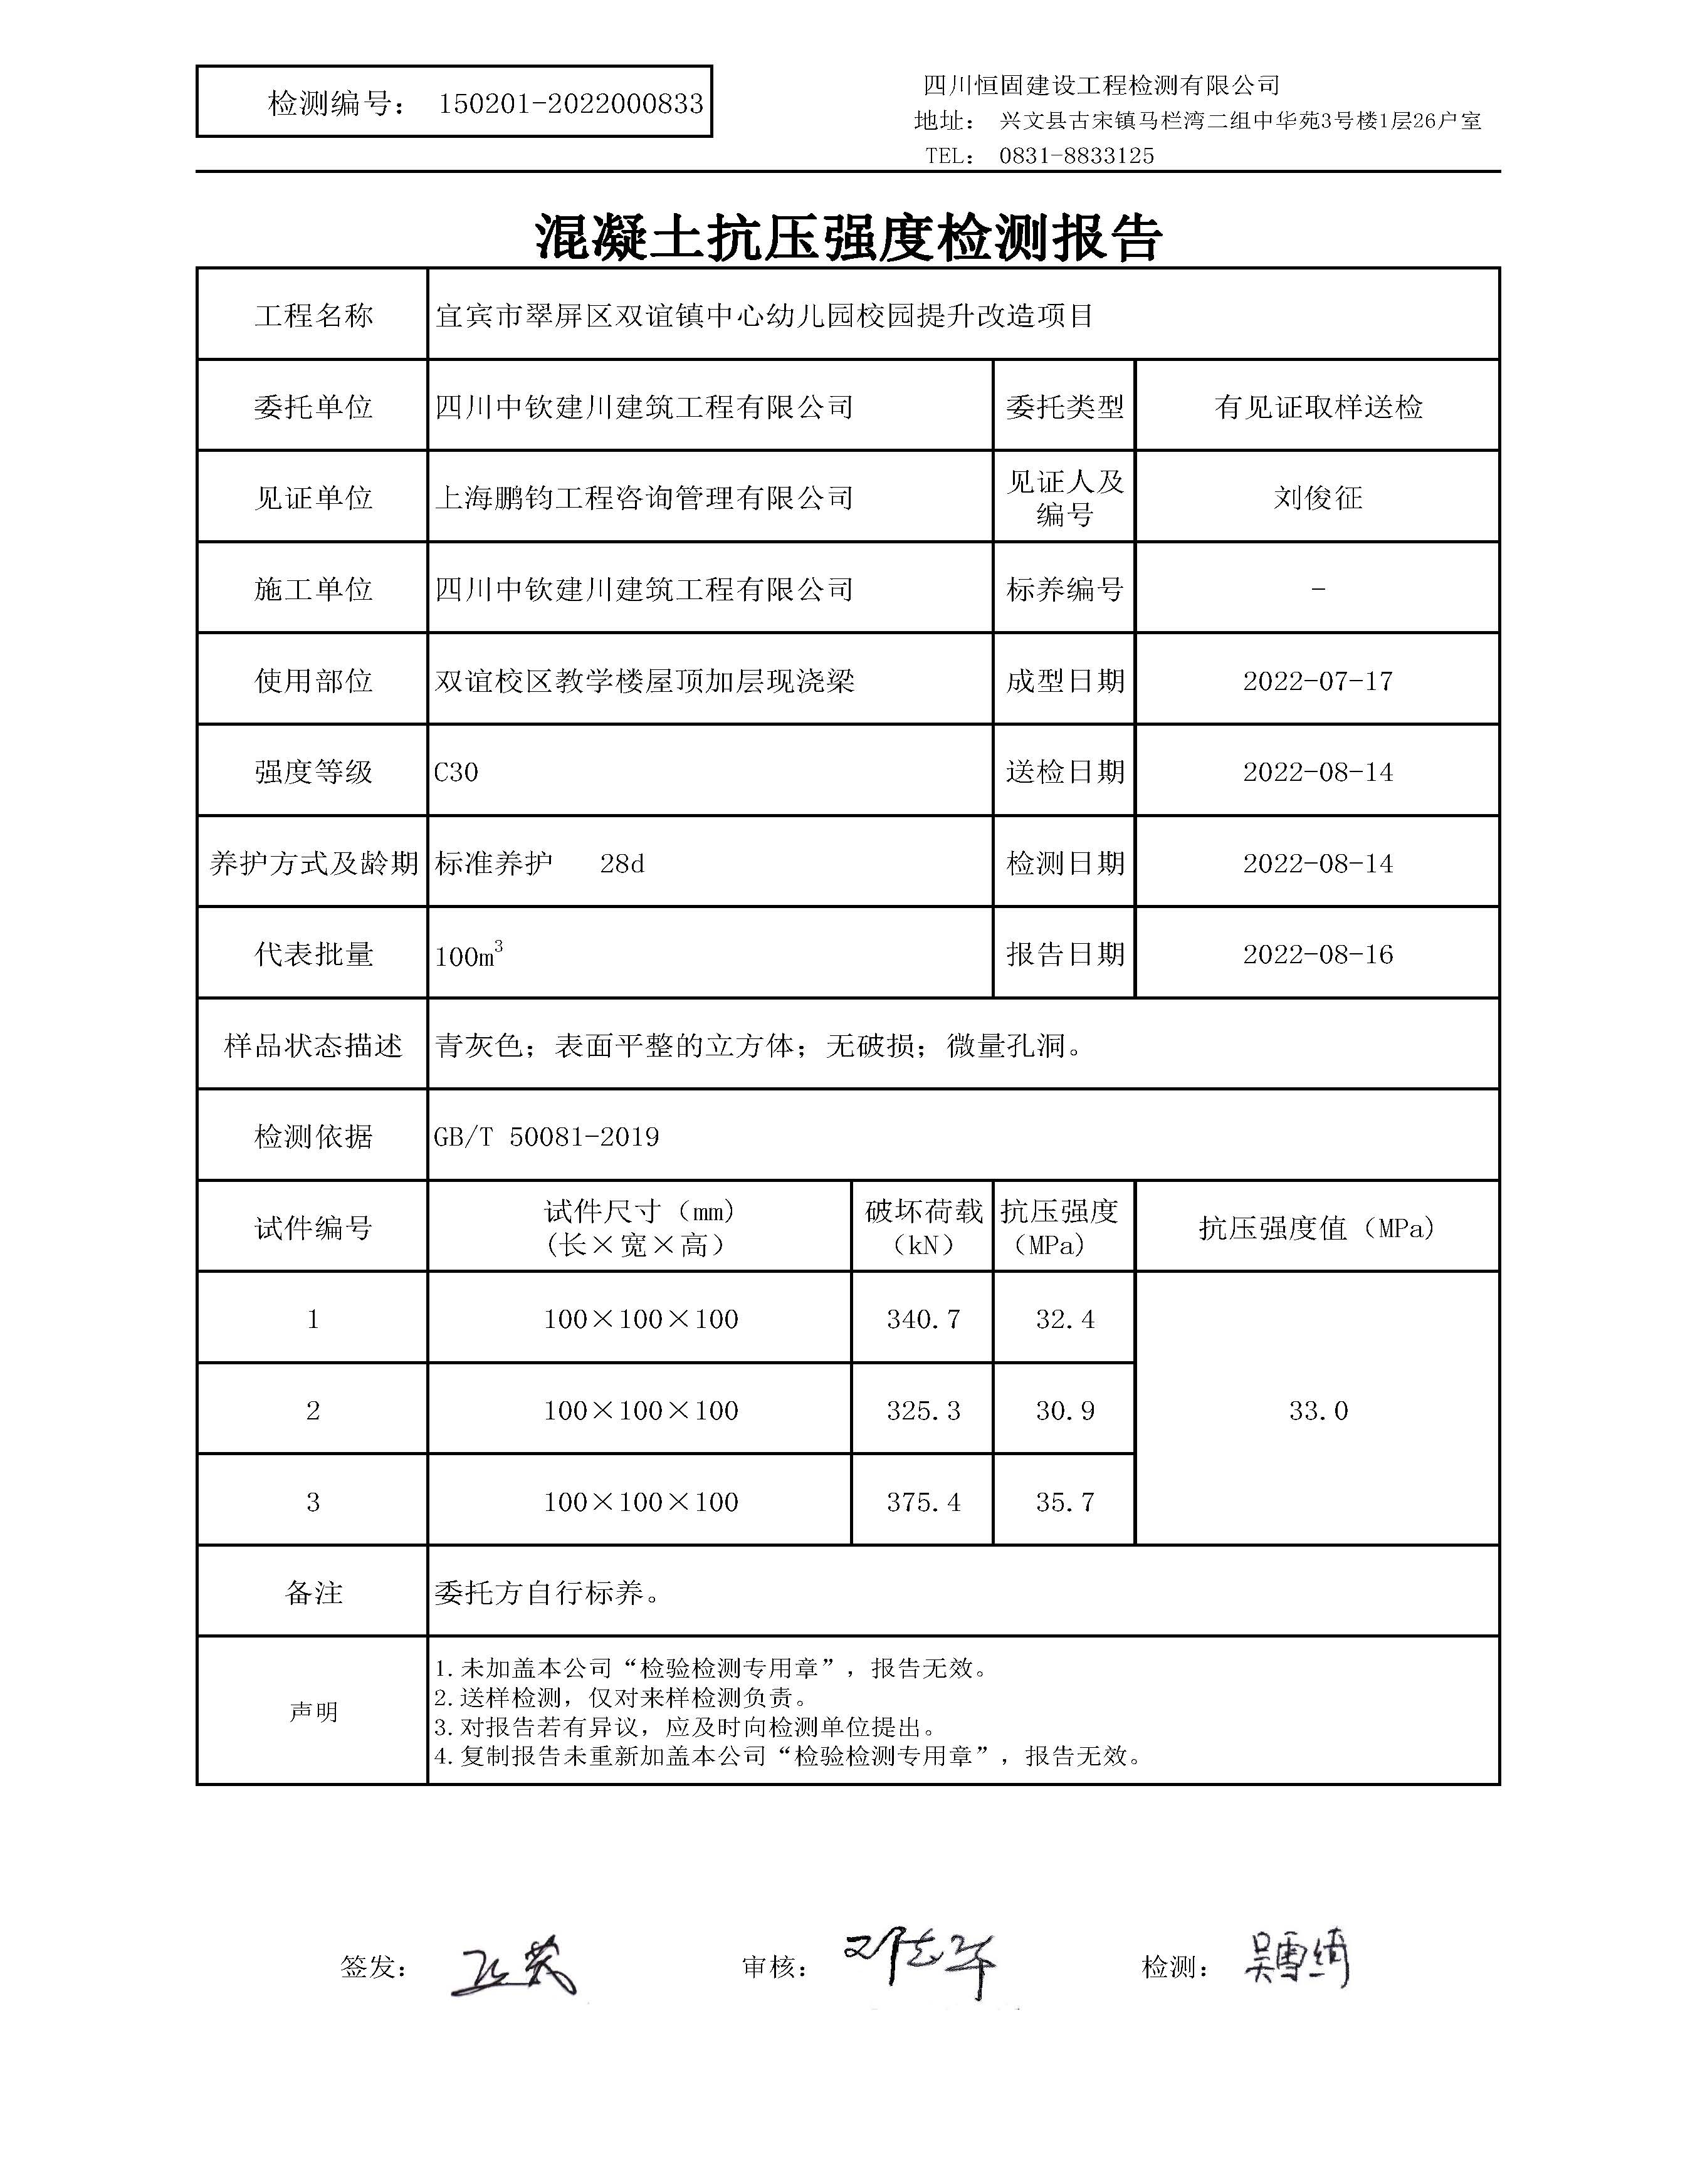 检测编号： 150201-2022000833
四川恒固建设工程检测有限公司
地址： 兴文县古宋镇马栏湾二组中华苑3号楼1层26户室
TEL： 0831-8833125
混凝土抗压强度检测报告
工程名称 宜宾市翠屏区双谊镇中心幼儿园校园提升改造项目
委托单位 四川中钦建川建筑工程有限公司 委托类型 有见证取样送检
见证单位 上海鹏钧工程咨询管理有限公司 见证人及编号 刘俊征
施工单位 四川中钦建川建筑工程有限公司 标养编号 -
使用部位 双谊校区教学楼屋顶加层现浇梁 成型日期 2022-07-17
强度等级 C30 送检日期 2022-08-14
养护方式及龄期 标准养护 28d 检测日期 2022-08-14
代表批量 100m³ 报告日期 2022-08-16
样品状态描述 青灰色；表面平整的立方体；无破损；微量孔洞。
检测依据 GB/T 50081-2019
试件编号 试件尺寸（mm）(长×宽×高） 破坏荷载（kN） 抗压强度（MPa) 抗压强度值（MPa)
1 100×100×100 340.7 32.4
2 100×100×100 325.3 30.9 33.0
3 100×100×100 375.4 35.7
备注 委托方自行标养。
声明
1.未加盖本公司“检验检测专用章”，报告无效。
2.送样检测，仅对来样检测负责。
3.对报告若有异议，应及时向检测单位提出。
4.复制报告未重新加盖本公司“检验检测专用章”，报告无效。
签发： 审核： 检测： 吴雪绮